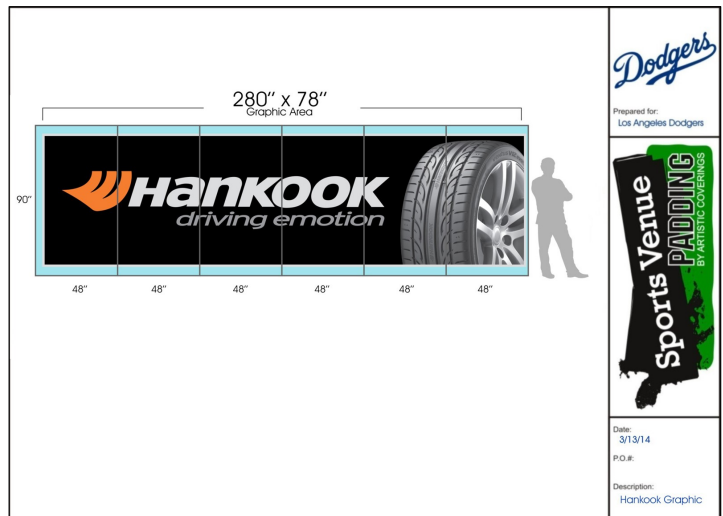 280" x 78"
Graphic Area
90"
HANKOOK
driving emotion
48" 48" 48" 48" 48" 48"
Dodgers
Prepared for:
Los Angeles Dodgers
Sports Venue
PADDING
BY ARTISTIC COVERINGS
Date:
3/13/14
P.O.#:
Description:
Hankook Graphic